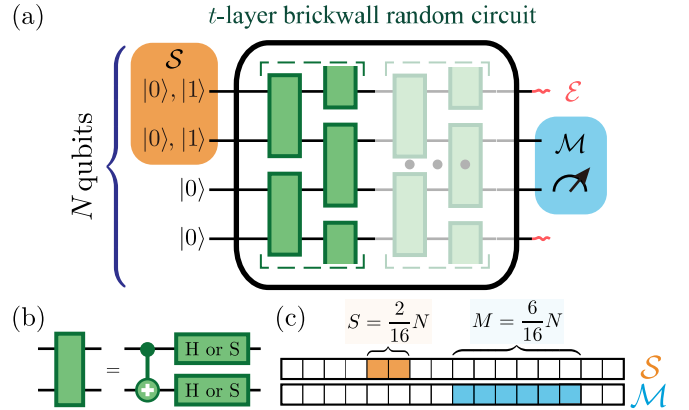 (a)
t-layer brickwall random circuit
N qubits
𝒮
|0⟩, |1⟩
|0⟩, |1⟩
|0⟩
|0⟩
ℰ
ℳ
(b)
=
H or S
H or S
(c)
S = 2/16 N
M = 6/16 N
𝒮
ℳ